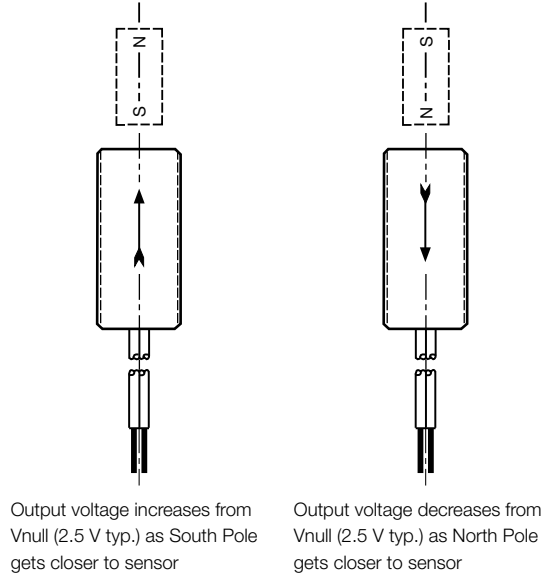 N
S
S
N
Output voltage increases from
Vnull (2.5 V typ.) as South Pole
gets closer to sensor
Output voltage decreases from
Vnull (2.5 V typ.) as North Pole
gets closer to sensor